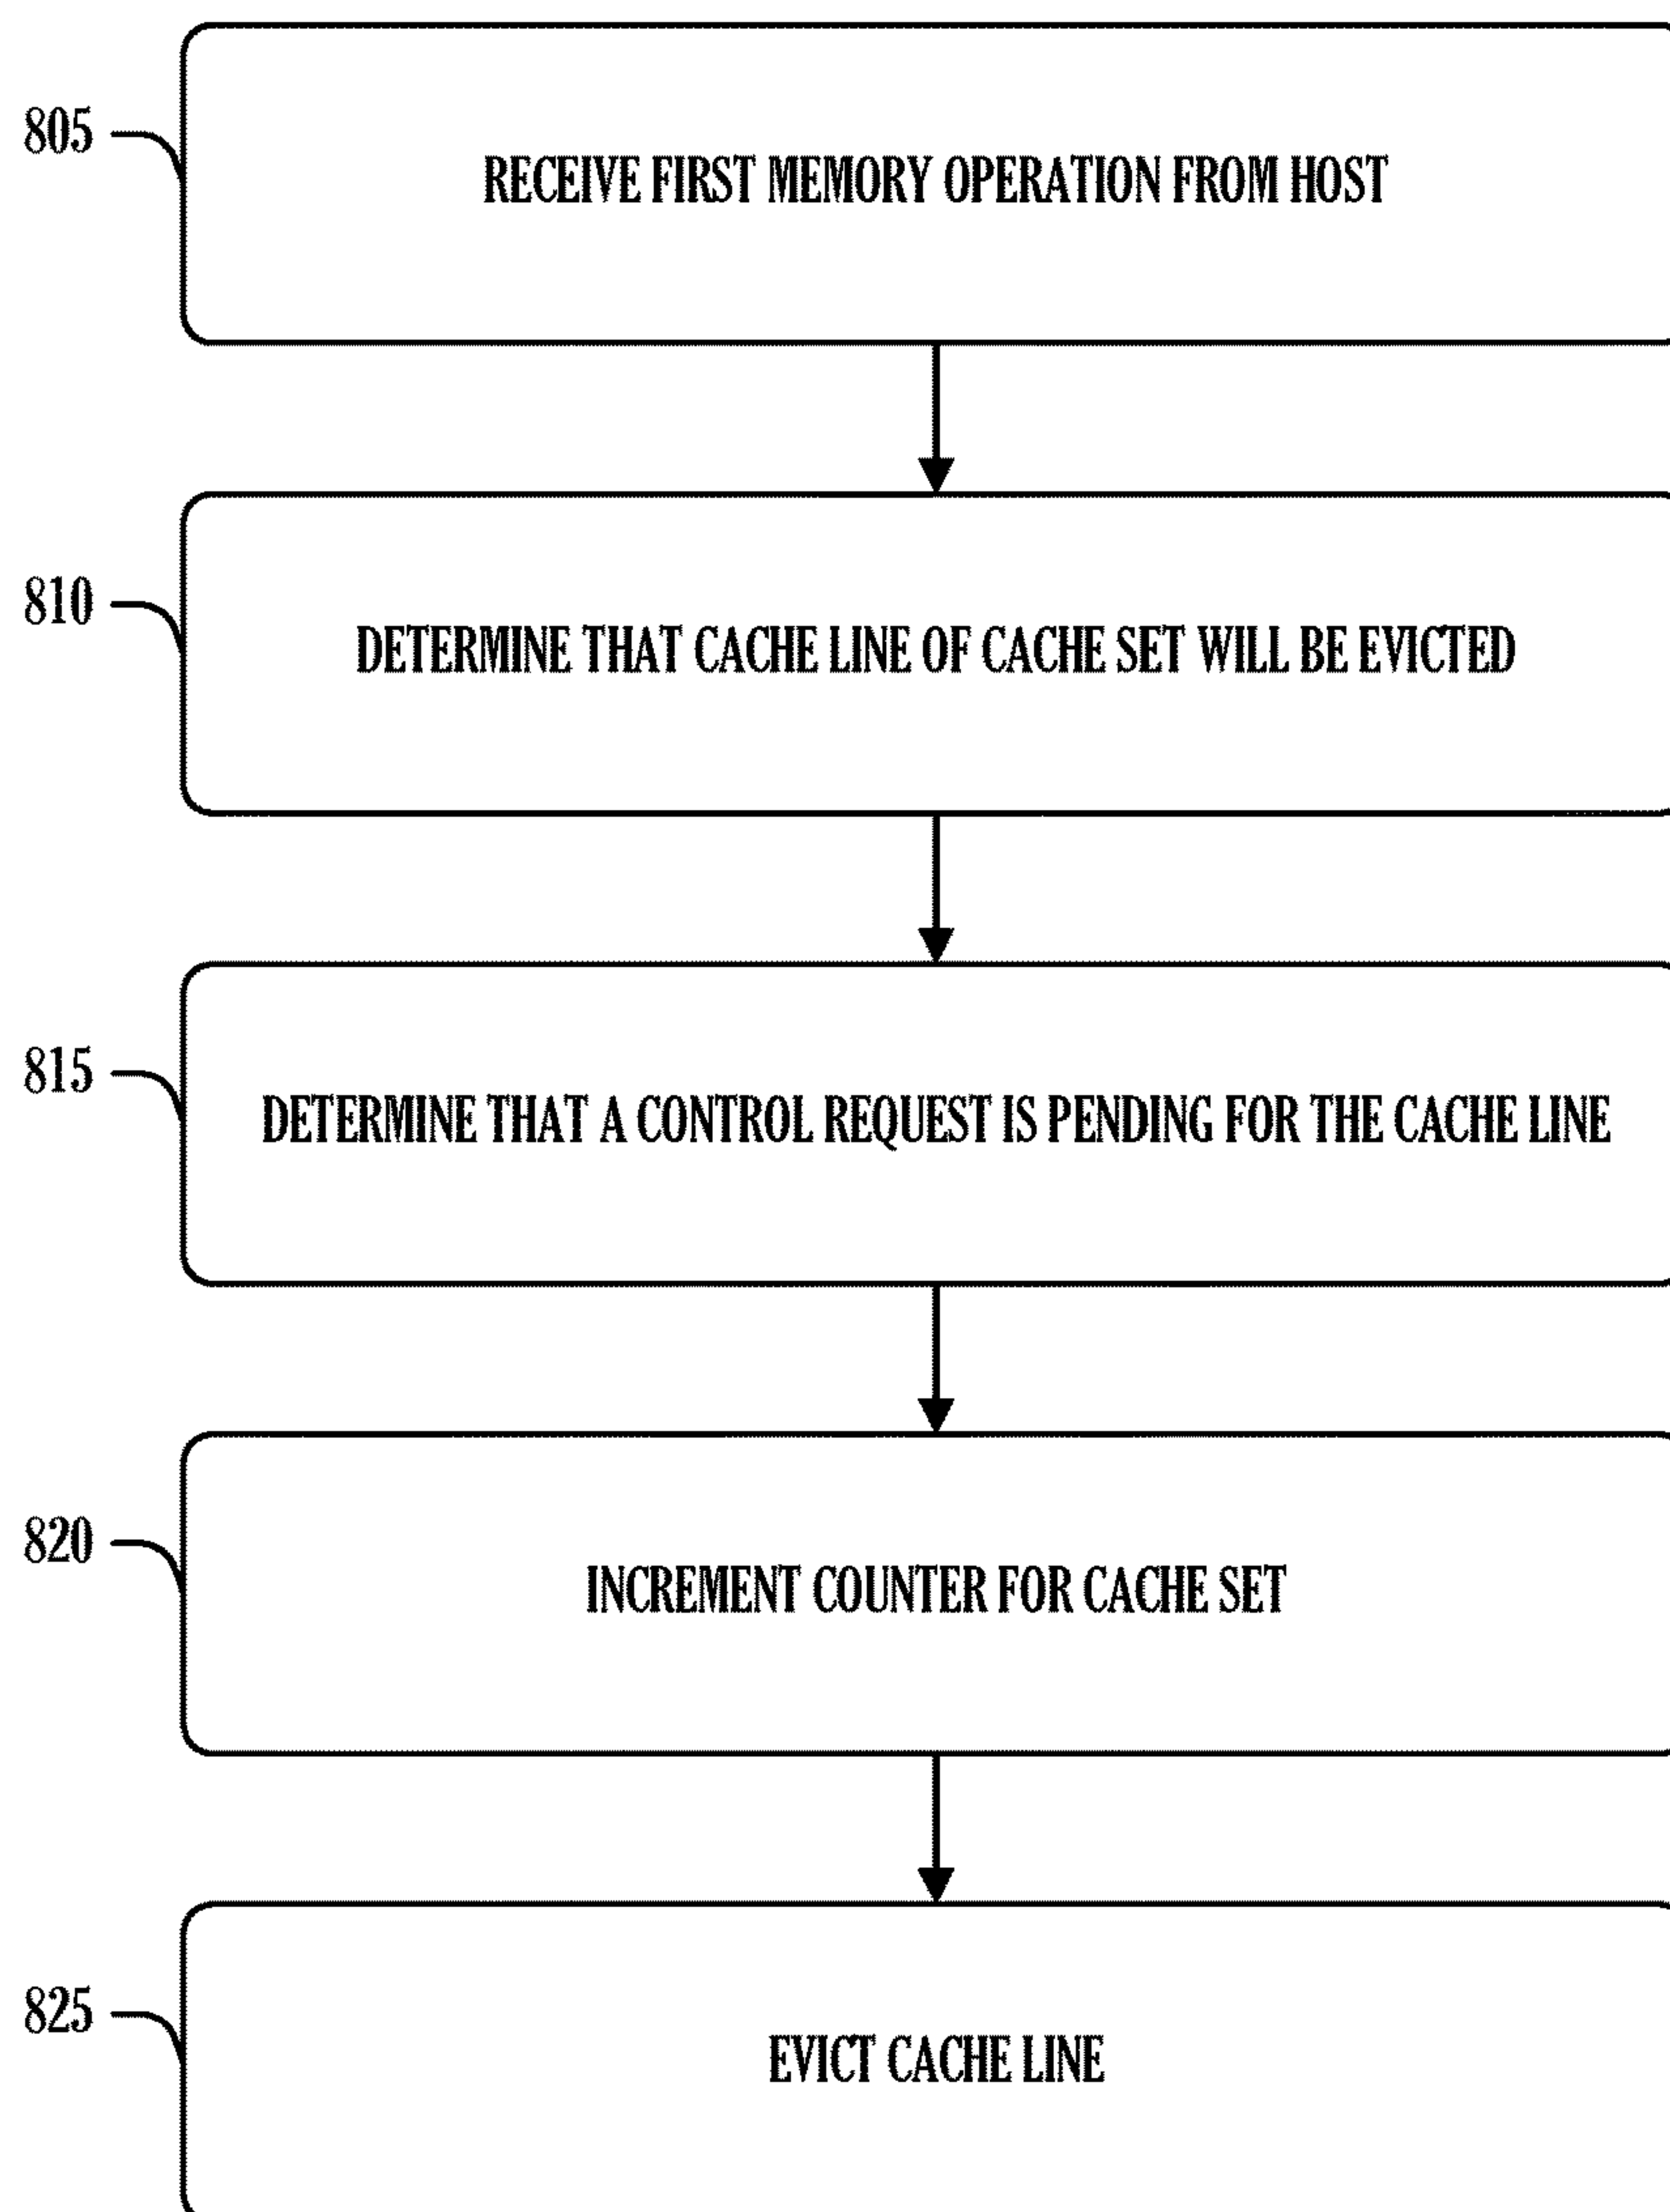 805
RECEIVE FIRST MEMORY OPERATION FROM HOST
810
DETERMINE THAT CACHE LINE OF CACHE SET WILL BE EVICTED
815
DETERMINE THAT A CONTROL REQUEST IS PENDING FOR THE CACHE LINE
820
INCREMENT COUNTER FOR CACHE SET
825
EVICT CACHE LINE